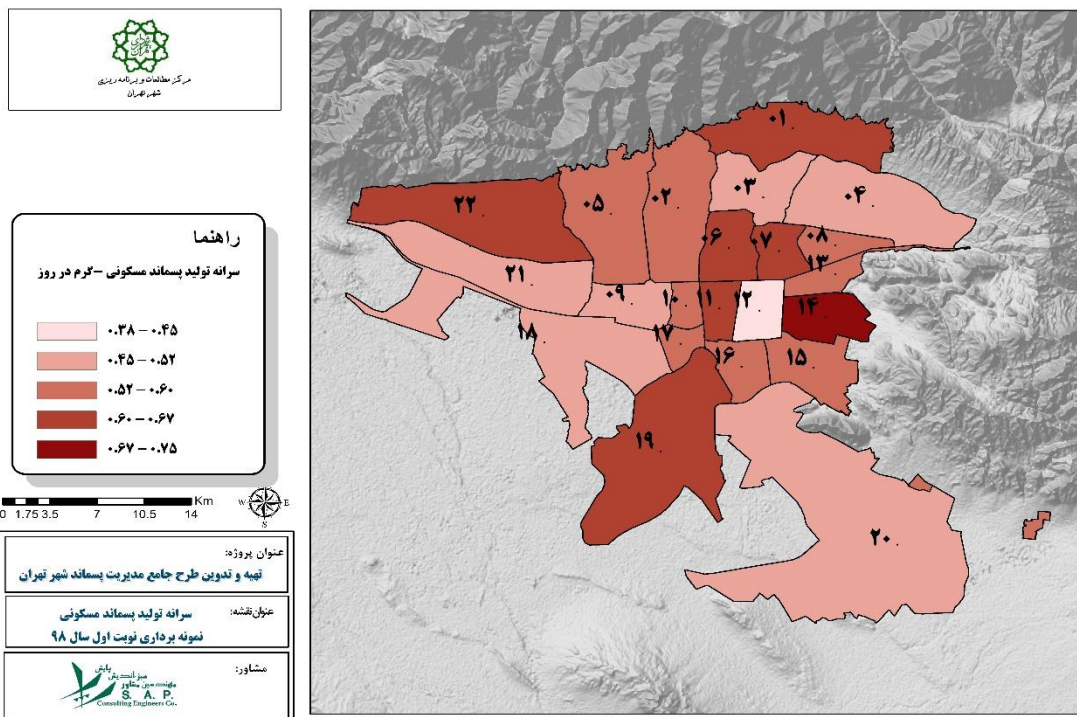 مرکز مطالعات و برنامه ریزی
شهر تهران
راهنما
سرانه تولید پسماند مسکونی –گرم در روز
۰.۳۸ – ۰.۴۵
۰.۴۵ – ۰.۵۲
۰.۵۲ – ۰.۶۰
۰.۶۰ – ۰.۶۷
۰.۶۷ – ۰.۷۵
Km
0 1.75 3.5 7 10.5 14
N
W E
S
عنوان پروژه:
تهیه و تدوین طرح جامع مدیریت پسماند شهر تهران
عنوان نقشه:
سرانه تولید پسماند مسکونی
نمونه برداری نوبت اول سال ۹۸
مشاور:
سبزاندیش پایش
مهندسین مشاور
S. A. P.
Consulting Engineers Co.
۰۱
۰۳
۰۴
۰۲
۰۵
۲۲
۰۶
۰۷
۰۸
۱۳
۲۱
۰۹
۱۰
۱۱
۱۲
۱۴
۱۸
۱۷
۱۶
۱۵
۱۹
۲۰